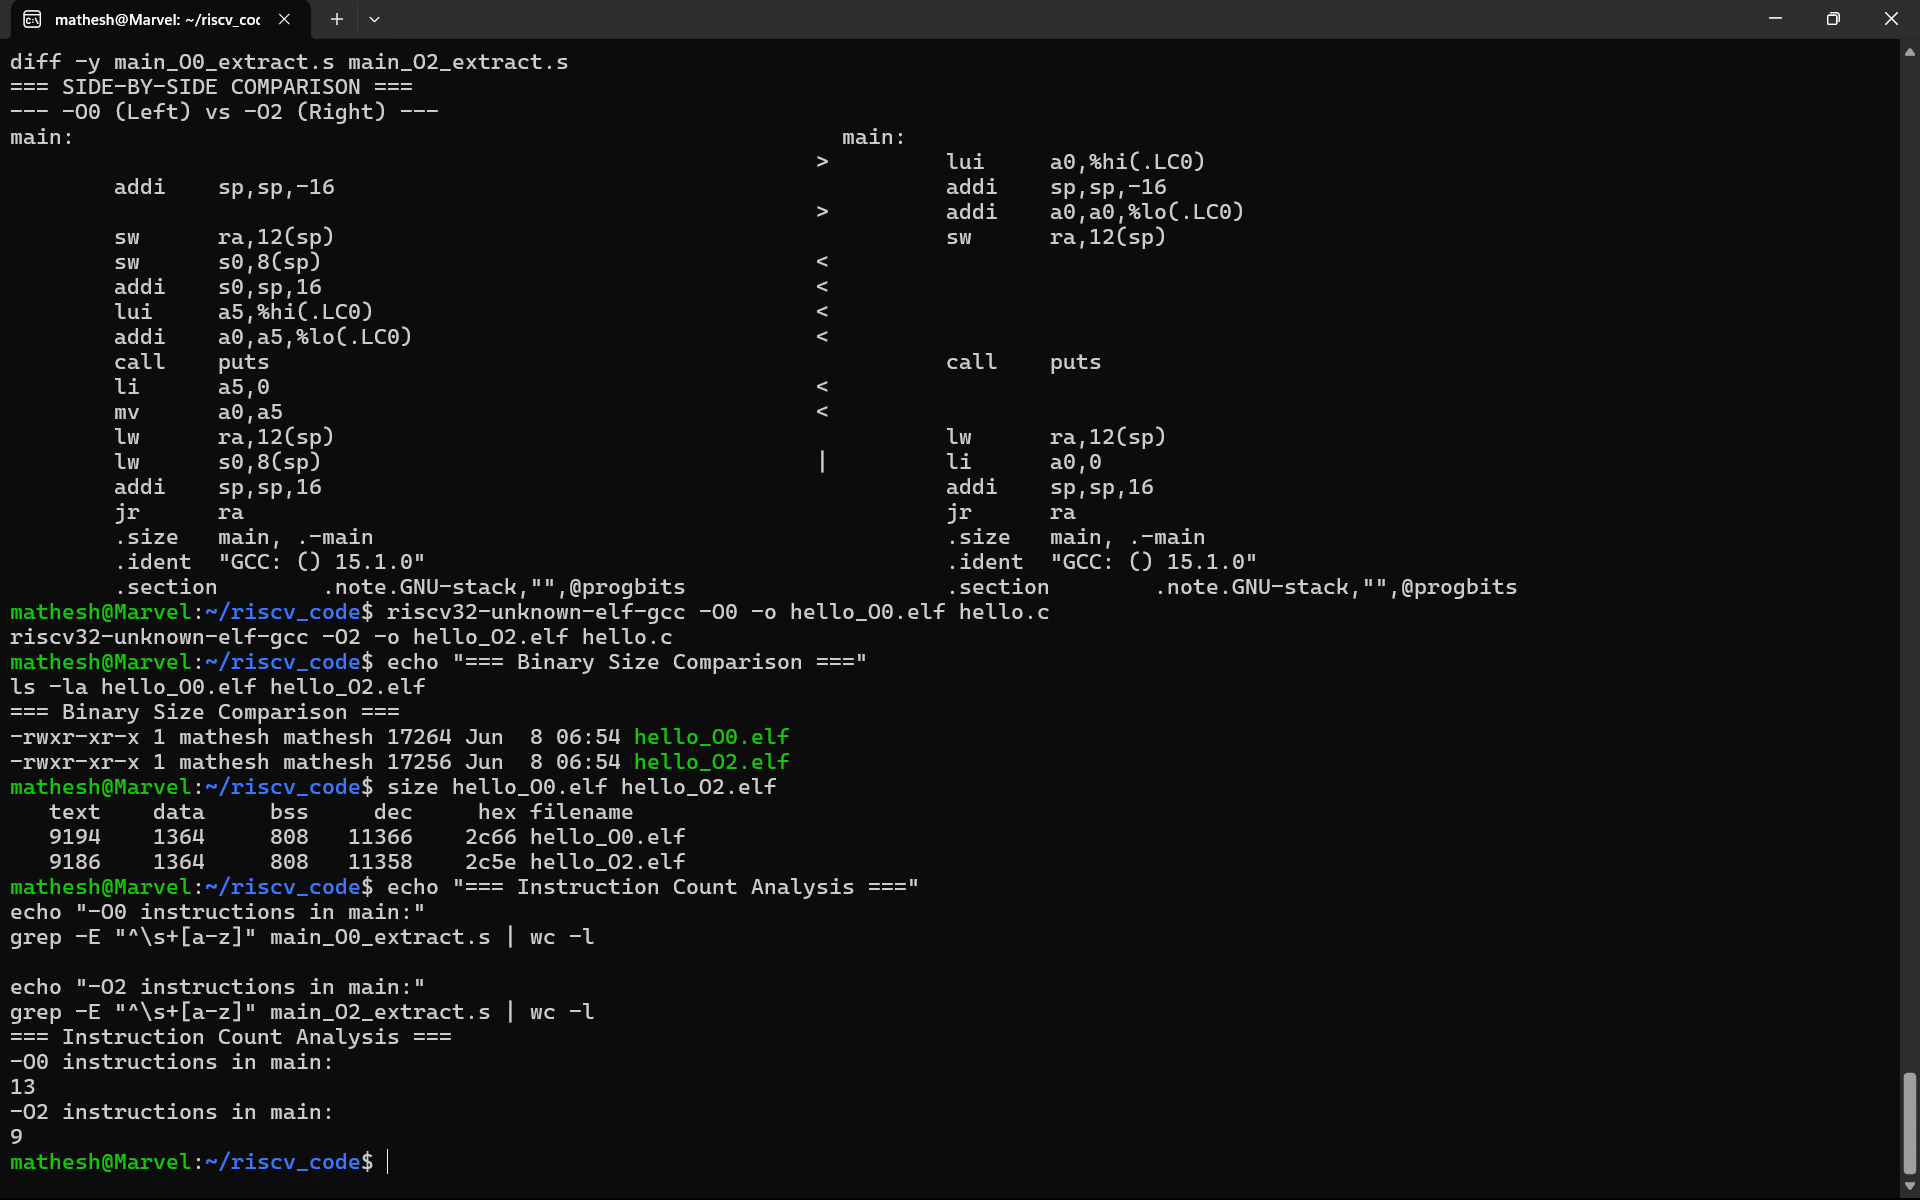 mathesh@Marvel: ~/riscv_coc
diff -y main_O0_extract.s main_O2_extract.s
=== SIDE-BY-SIDE COMPARISON ===
--- -O0 (Left) vs -O2 (Right) ---
main:                                                           main:
                                                              >         lui     a0,%hi(.LC0)
        addi    sp,sp,-16                                               addi    sp,sp,-16
                                                              >         addi    a0,a0,%lo(.LC0)
        sw      ra,12(sp)                                               sw      ra,12(sp)
        sw      s0,8(sp)                                      <
        addi    s0,sp,16                                      <
        lui     a5,%hi(.LC0)                                  <
        addi    a0,a5,%lo(.LC0)                               <
        call    puts                                                    call    puts
        li      a5,0                                          <
        mv      a0,a5                                         <
        lw      ra,12(sp)                                               lw      ra,12(sp)
        lw      s0,8(sp)                                      |         li      a0,0
        addi    sp,sp,16                                                addi    sp,sp,16
        jr      ra                                                      jr      ra
        .size   main, .-main                                            .size   main, .-main
        .ident  "GCC: () 15.1.0"                                        .ident  "GCC: () 15.1.0"
        .section        .note.GNU-stack,"",@progbits                    .section        .note.GNU-stack,"",@progbits
mathesh@Marvel:~/riscv_code$ riscv32-unknown-elf-gcc -O0 -o hello_O0.elf hello.c
riscv32-unknown-elf-gcc -O2 -o hello_O2.elf hello.c
mathesh@Marvel:~/riscv_code$ echo "=== Binary Size Comparison ==="
ls -la hello_O0.elf hello_O2.elf
=== Binary Size Comparison ===
-rwxr-xr-x 1 mathesh mathesh 17264 Jun  8 06:54 hello_O0.elf
-rwxr-xr-x 1 mathesh mathesh 17256 Jun  8 06:54 hello_O2.elf
mathesh@Marvel:~/riscv_code$ size hello_O0.elf hello_O2.elf
   text    data     bss     dec     hex filename
   9194    1364     808   11366    2c66 hello_O0.elf
   9186    1364     808   11358    2c5e hello_O2.elf
mathesh@Marvel:~/riscv_code$ echo "=== Instruction Count Analysis ==="
echo "-O0 instructions in main:"
grep -E "^\s+[a-z]" main_O0_extract.s | wc -l

echo "-O2 instructions in main:"
grep -E "^\s+[a-z]" main_O2_extract.s | wc -l
=== Instruction Count Analysis ===
-O0 instructions in main:
13
-O2 instructions in main:
9
mathesh@Marvel:~/riscv_code$